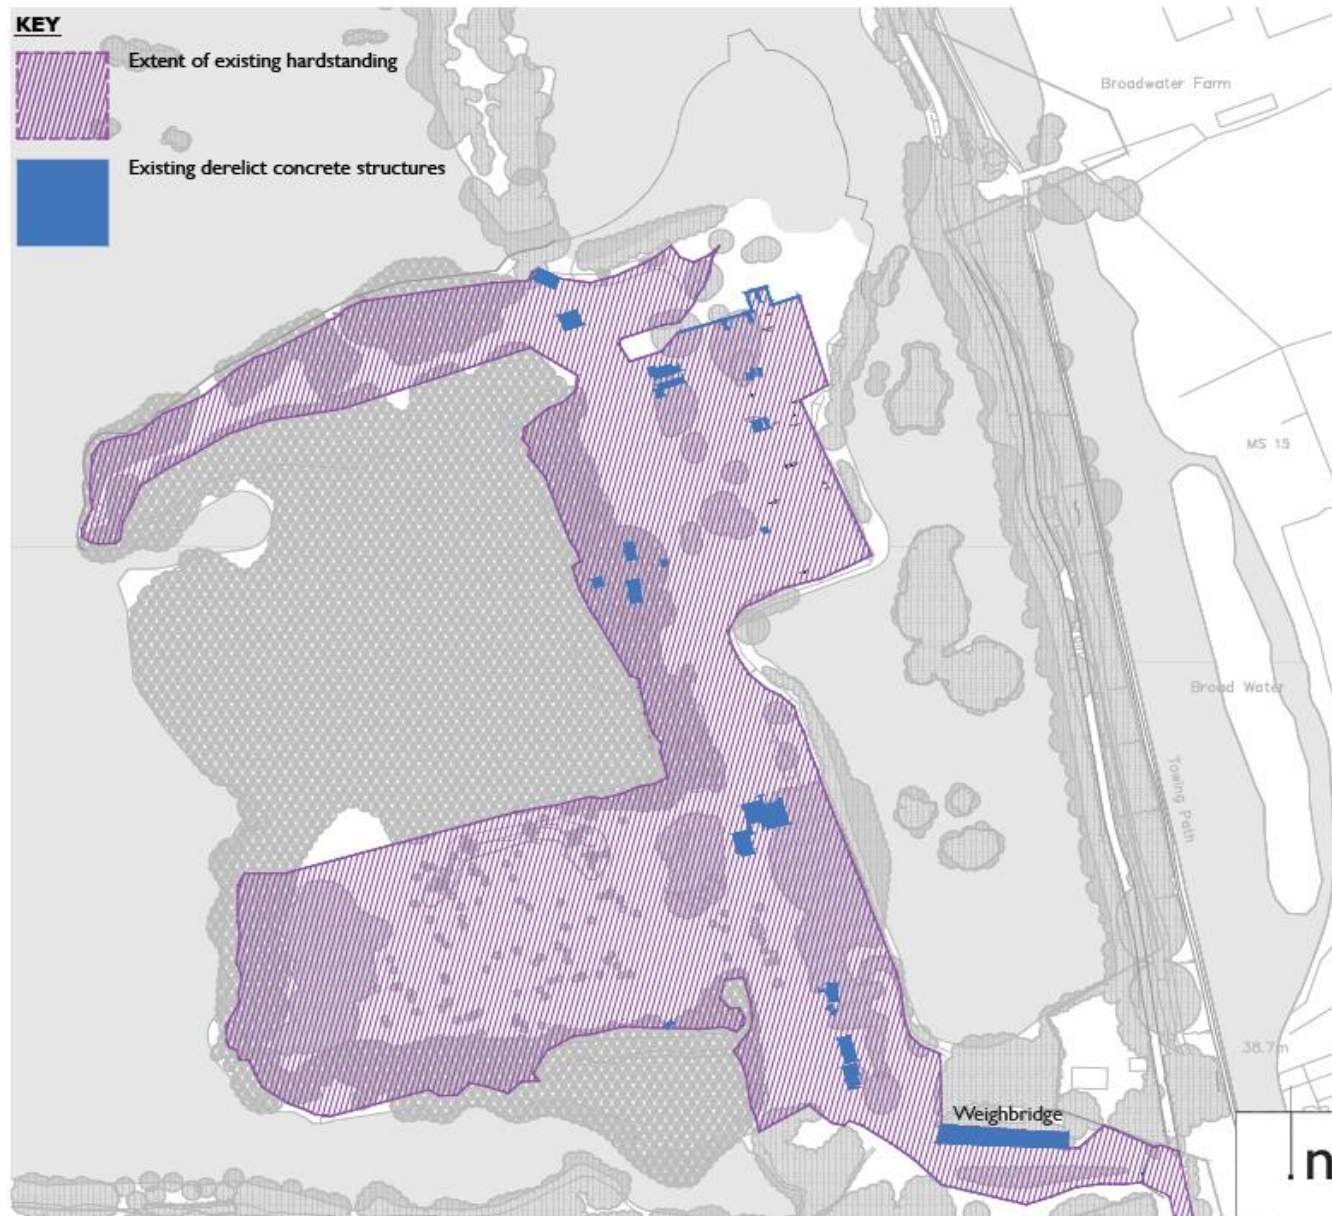 KEY
Extent of existing hardstanding
Existing derelict concrete structures
Broadwater Farm
MS 15
Broad Water
Towing Path
38.7m
Weighbridge